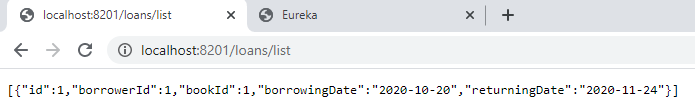 localhost:8201/loans/list
Eureka
localhost:8201/loans/list
[{"id":1,"borrowerId":1,"bookId":1,"borrowingDate":"2020-10-20","returningDate":"2020-11-24"}]